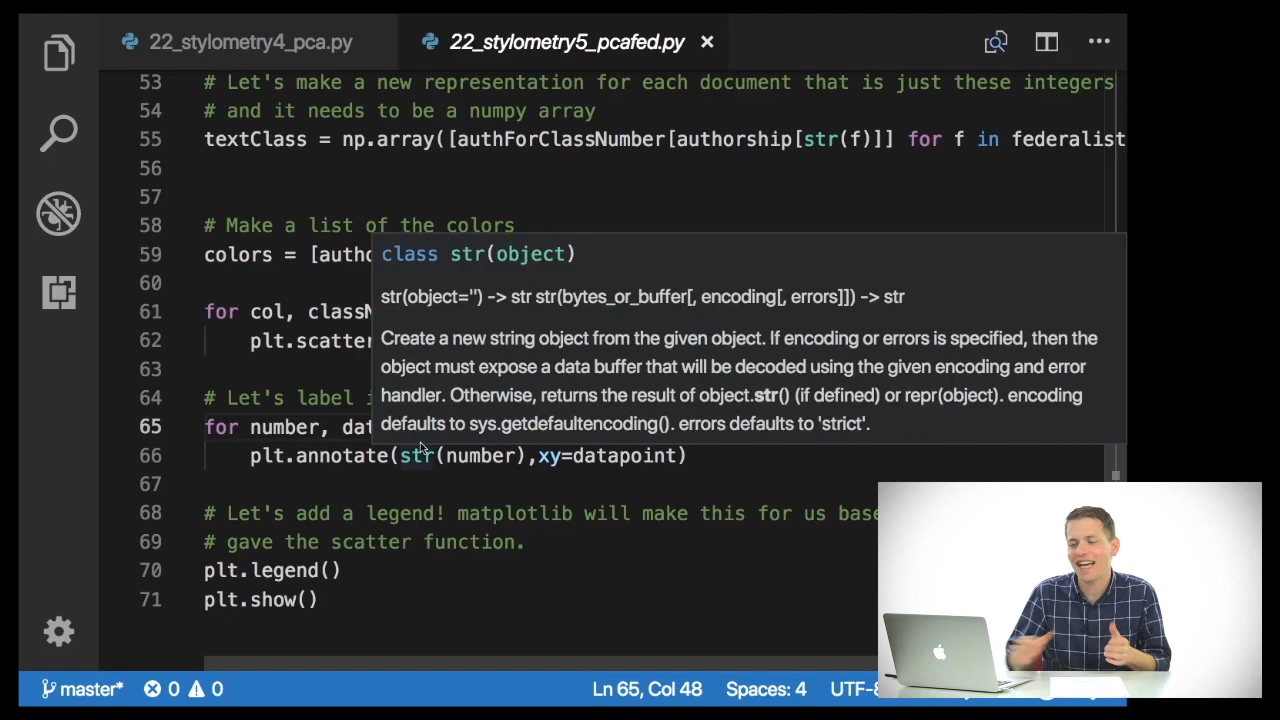 22_stylometry4_pca.py
22_stylometry5_pcafed.py
53 # Let's make a new representation for each document that is just these integers
54 # and it needs to be a numpy array
55 textClass = np.array([authForClassNumber[authorship[str(f)]] for f in federalist
56
57
58 # Make a list of the colors
59 colors = [autho
class str(object)
60
str(object='') -> str str(bytes_or_buffer[, encoding[, errors]]) -> str
61 for col, classN
62 plt.scatter
Create a new string object from the given object. If encoding or errors is specified, then the
object must expose a data buffer that will be decoded using the given encoding and error
handler. Otherwise, returns the result of object.str() (if defined) or repr(object). encoding
defaults to sys.getdefaultencoding(). errors defaults to 'strict'.
63
64 # Let's label i
65 for number, dat
66 plt.annotate(str(number),xy=datapoint)
67
68 # Let's add a legend! matplotlib will make this for us base
69 # gave the scatter function.
70 plt.legend()
71 plt.show()
master* 0 0 Ln 65, Col 48 Spaces: 4 UTF-8